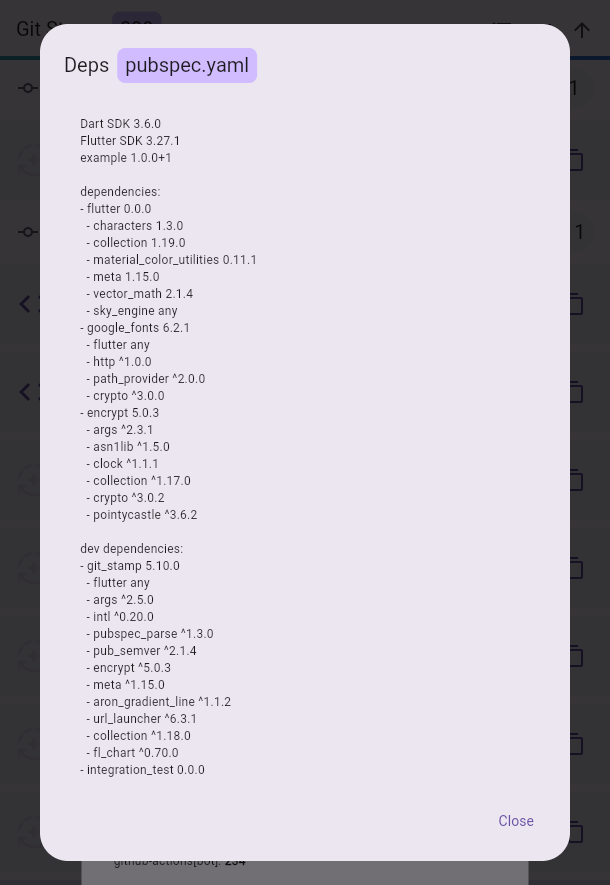 Git
Deps pubspec.yaml
1
Dart SDK 3.6.0
Flutter SDK 3.27.1
example 1.0.0+1
dependencies:
- flutter 0.0.0
- characters 1.3.0
1
- collection 1.19.0
- material_color_utilities 0.11.1
- meta 1.15.0
- vector_math 2.1.4
- sky_engine any
- google_fonts 6.2.1
- flutter any
- http ^1.0.0
- path_provider ^2.0.0
- crypto ^3.0.0
- encrypt 5.0.3
- args ^2.3.1
- asn1lib ^1.5.0
- clock ^1.1.1
- collection ^1.17.0
- crypto ^3.0.2
- pointycastle ^3.6.2
dev dependencies:
- git_stamp 5.10.0
- flutter any
- args ^2.5.0
- intl ^0.20.0
- pubspec_parse ^1.3.0
- pub_semver ^2.1.4
- encrypt ^5.0.3
- meta ^1.15.0
- aron_gradient_line ^1.1.2
- url_launcher ^6.3.1
- collection ^1.18.0
- fl_chart ^0.70.0
- integration_test 0.0.0
Close
github-actions[bot]: 234